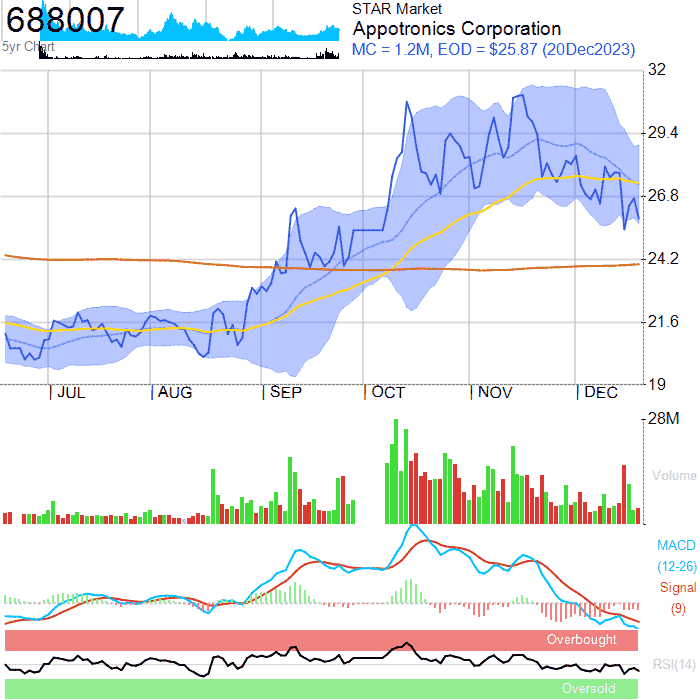 688007
5yr Chart
STAR Market
Appotronics Corporation
MC = 1.2M, EOD = $25.87 (20Dec2023)
32
29.4
26.8
24.2
21.6
19
JUL AUG SEP OCT NOV DEC
28M
Volume
MACD
(12-26)
Signal
(9)
Overbought
RSI(14)
Oversold